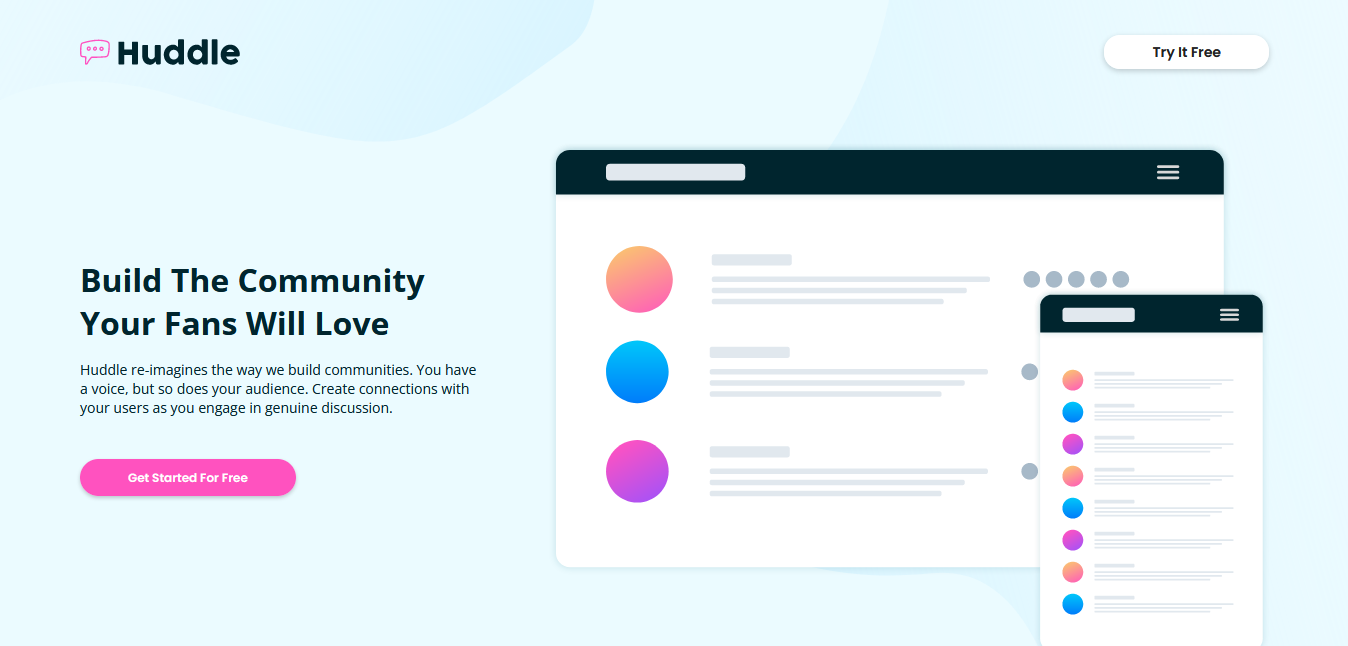 Huddle
Try It Free
Build The Community
Your Fans Will Love
Huddle re-imagines the way we build communities. You have
a voice, but so does your audience. Create connections with
your users as you engage in genuine discussion.
Get Started For Free